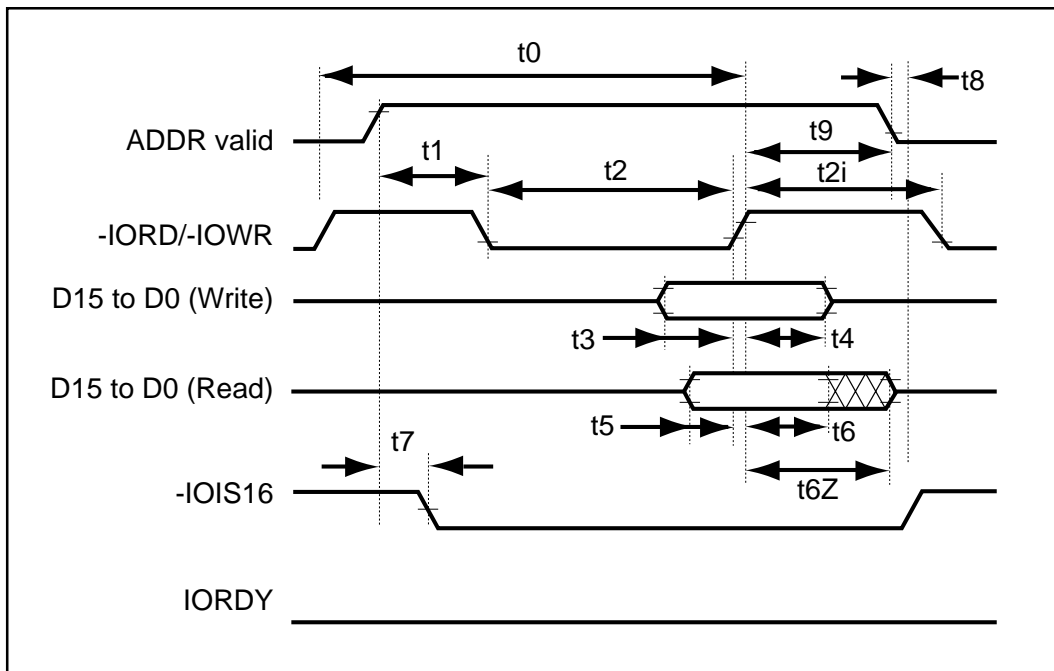 t0
t8
ADDR valid
t9
t1
t2
t2i
-IORD/-IOWR
D15 to D0 (Write)
t3
t4
D15 to D0 (Read)
t5
t6
t7
t6Z
-IOIS16
IORDY